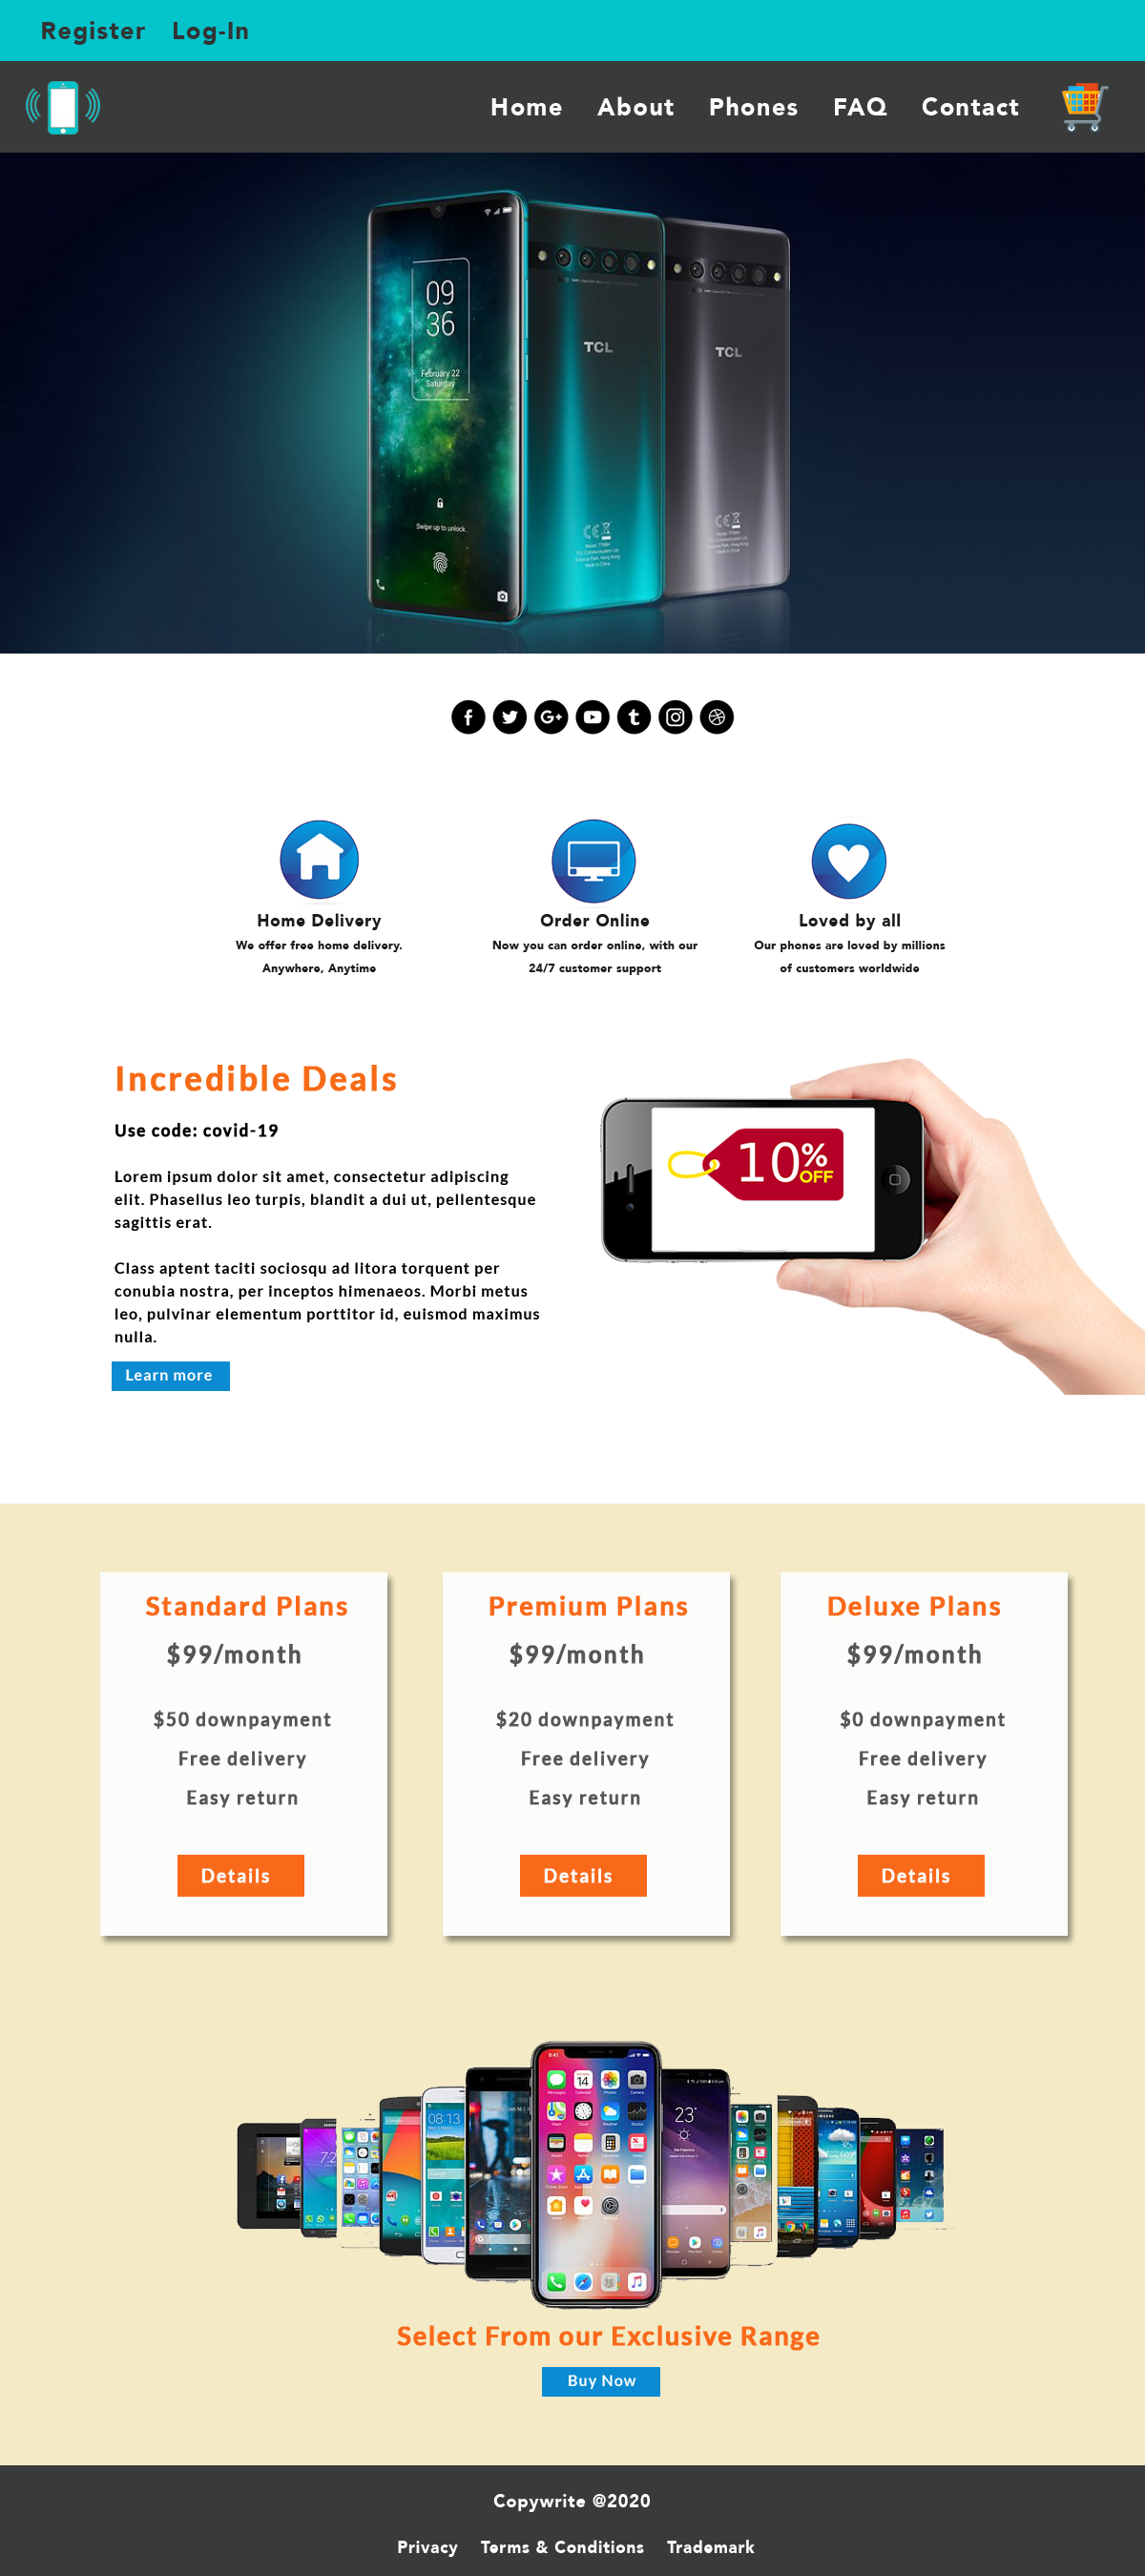 Register Log-In
Home About Phones FAQ Contact
09
36
February 22
Saturday
Swipe up to unlock
TCL
TCL
Home Delivery
We offer free home delivery.
Anywhere, Anytime
Order Online
Now you can order online, with our
24/7 customer support
Loved by all
Our phones are loved by millions
of customers worldwide
Incredible Deals
Use code: covid-19
Lorem ipsum dolor sit amet, consectetur adipiscing
elit. Phasellus leo turpis, blandit a dui ut, pellentesque
sagittis erat.
Class aptent taciti sociosqu ad litora torquent per
conubia nostra, per inceptos himenaeos. Morbi metus
leo, pulvinar elementum porttitor id, euismod maximus
nulla.
Learn more
10% OFF
Standard Plans
$99/month
$50 downpayment
Free delivery
Easy return
Details
Premium Plans
$99/month
$20 downpayment
Free delivery
Easy return
Details
Deluxe Plans
$99/month
$0 downpayment
Free delivery
Easy return
Details
08:13
14
23°
Select From our Exclusive Range
Buy Now
Copywrite @2020
Privacy Terms & Conditions Trademark